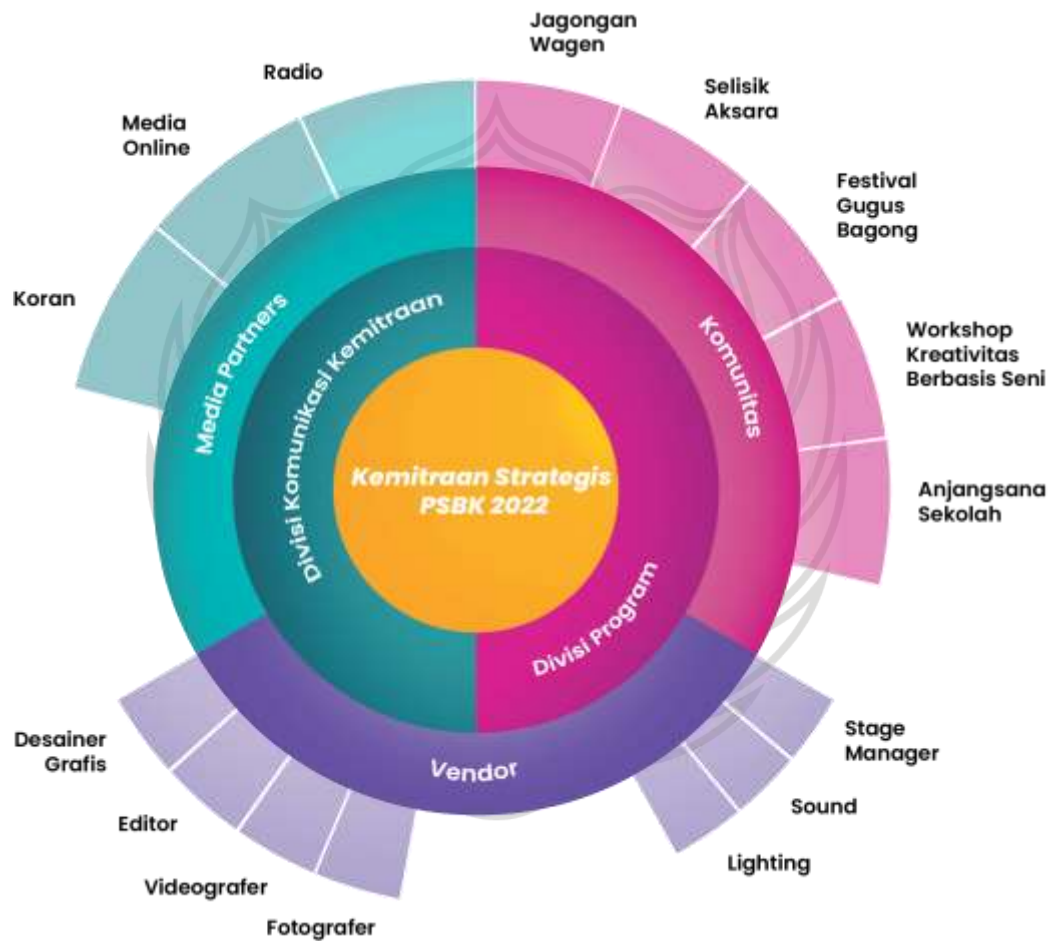 Jagongan
Wagen
Radio
Selisik
Aksara
Media
Online
Festival
Gugus
Bagong
Koran
Workshop
Kreativitas
Berbasis Seni
Media Partners
Divisi Komunikasi Kemitraan
Komunitas
Kemitraan Strategis
PSBK 2022
Anjangsana
Sekolah
Divisi Program
Vendor
Desainer
Grafis
Editor
Videografer
Fotografer
Stage
Manager
Sound
Lighting